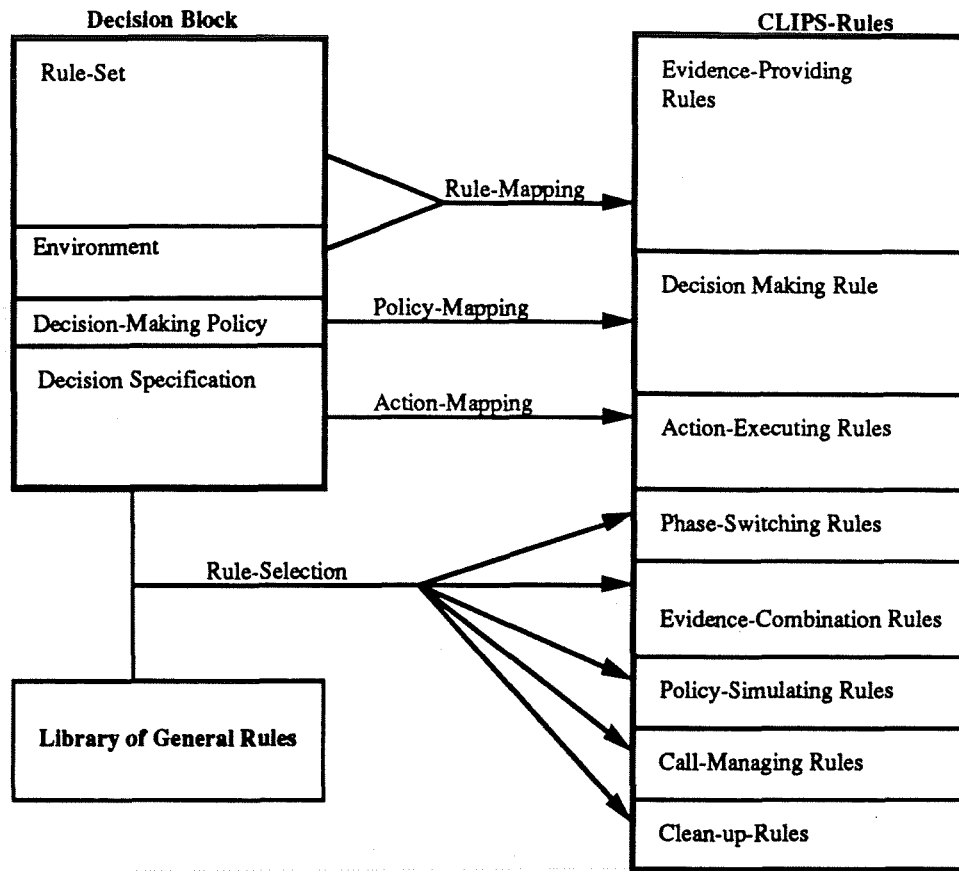 Decision Block
CLIPS-Rules
Rule-Set
Evidence-Providing
Rules
Rule-Mapping
Environment
Decision Making Rule
Policy-Mapping
Decision-Making Policy
Decision Specification
Action-Mapping
Action-Executing Rules
Phase-Switching Rules
Rule-Selection
Evidence-Combination Rules
Policy-Simulating Rules
Library of General Rules
Call-Managing Rules
Clean-up-Rules